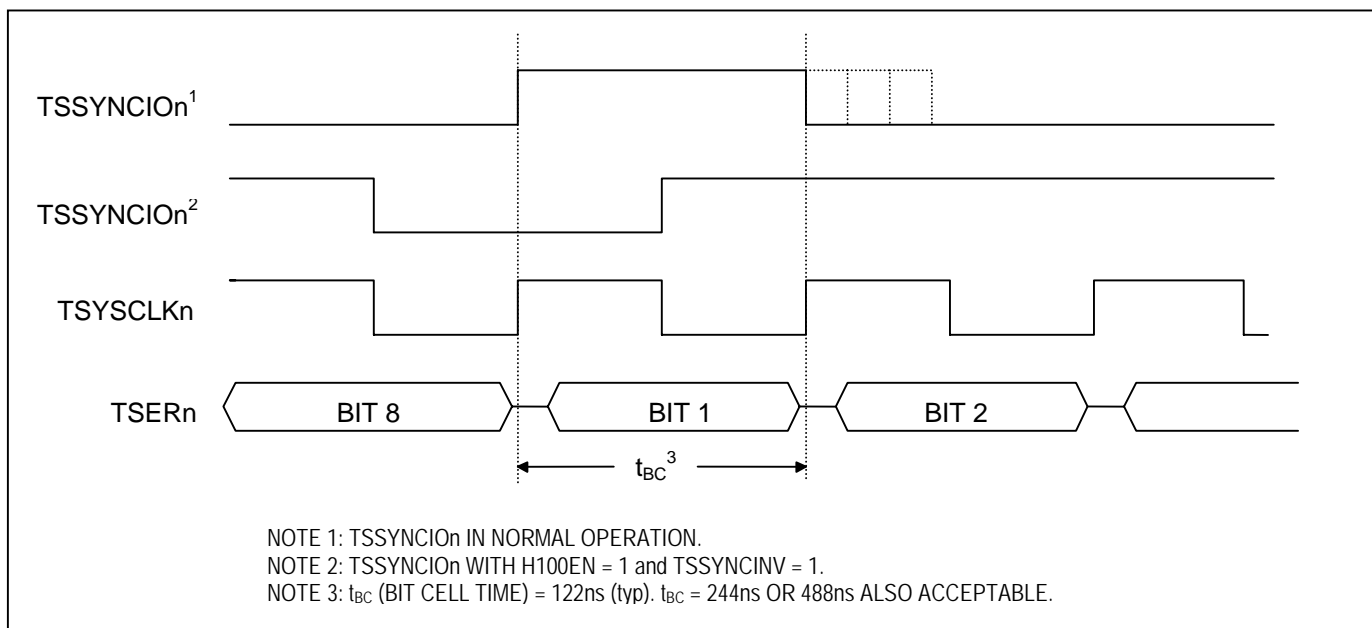 TSSYNCIOn¹
TSSYNCIOn²
TSYSCLKn
TSERn
BIT 8
BIT 1
BIT 2
tBC³
NOTE 1: TSSYNCIOn IN NORMAL OPERATION.
NOTE 2: TSSYNCIOn WITH H100EN = 1 and TSSYNCINV = 1.
NOTE 3: tBC (BIT CELL TIME) = 122ns (typ). tBC = 244ns OR 488ns ALSO ACCEPTABLE.